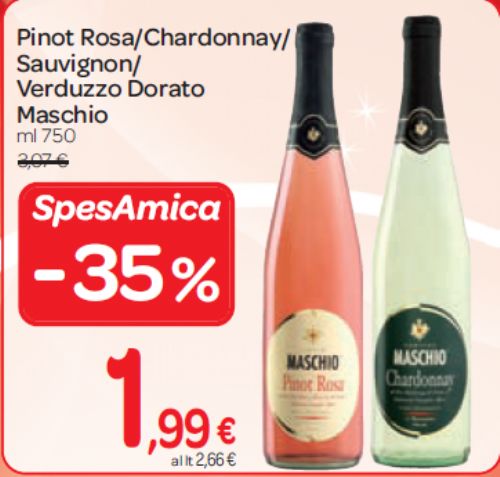 Pinot Rosa/Chardonnay/
Sauvignon/
Verduzzo Dorato
Maschio
ml 750
3,07 €
SpesAmica
-35%
1,99 €
al lt 2,66 €
MASCHIO
Pinot Rosa
MASCHIO
Chardonnay